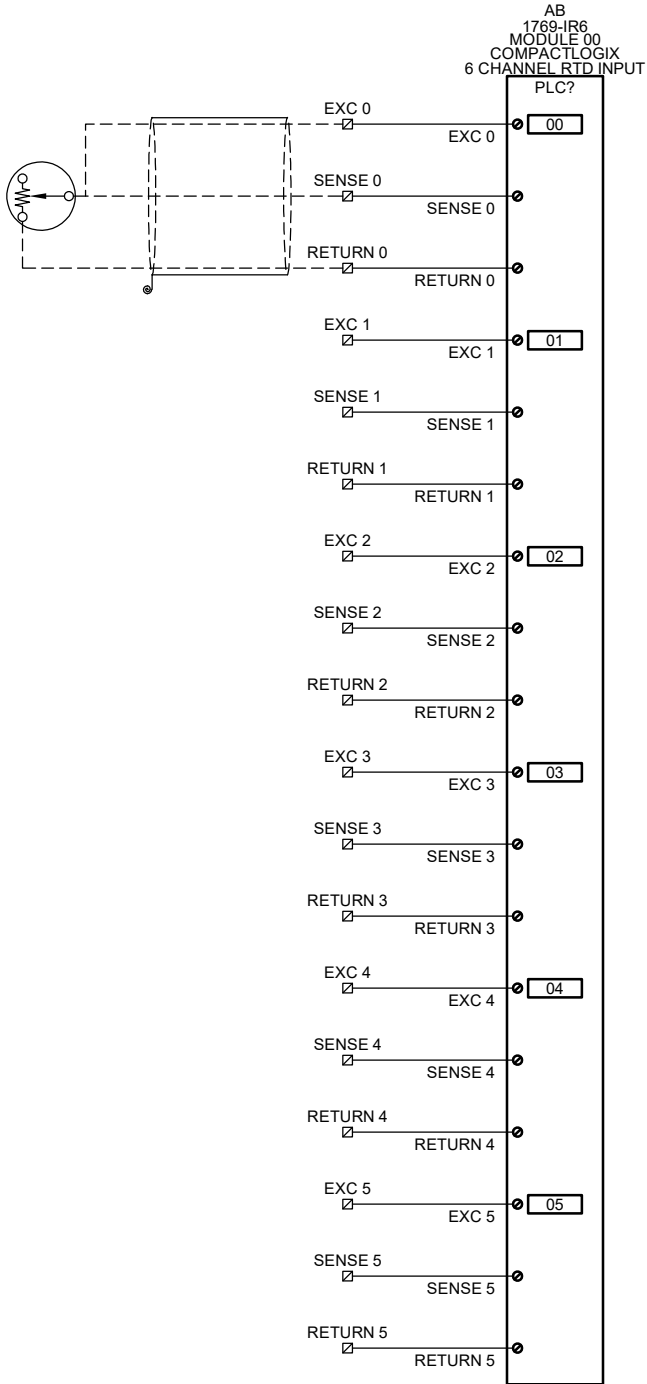 AB
1769-IR6
MODULE 00
COMPACTLOGIX
6 CHANNEL RTD INPUT
PLC?
EXC 0
EXC 0
00
SENSE 0
SENSE 0
RETURN 0
RETURN 0
EXC 1
EXC 1
01
SENSE 1
SENSE 1
RETURN 1
RETURN 1
EXC 2
EXC 2
02
SENSE 2
SENSE 2
RETURN 2
RETURN 2
EXC 3
EXC 3
03
SENSE 3
SENSE 3
RETURN 3
RETURN 3
EXC 4
EXC 4
04
SENSE 4
SENSE 4
RETURN 4
RETURN 4
EXC 5
EXC 5
05
SENSE 5
SENSE 5
RETURN 5
RETURN 5